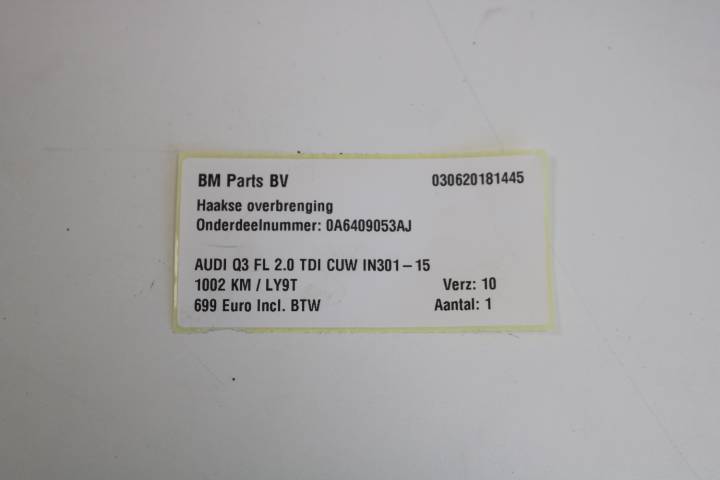 BM Parts BV 030620181445
Haakse overbrenging
Onderdeelnummer: 0A6409053AJ
AUDI Q3 FL 2.0 TDI CUW IN301-15
1002 KM / LY9T Verz: 10
699 Euro Incl. BTW Aantal: 1